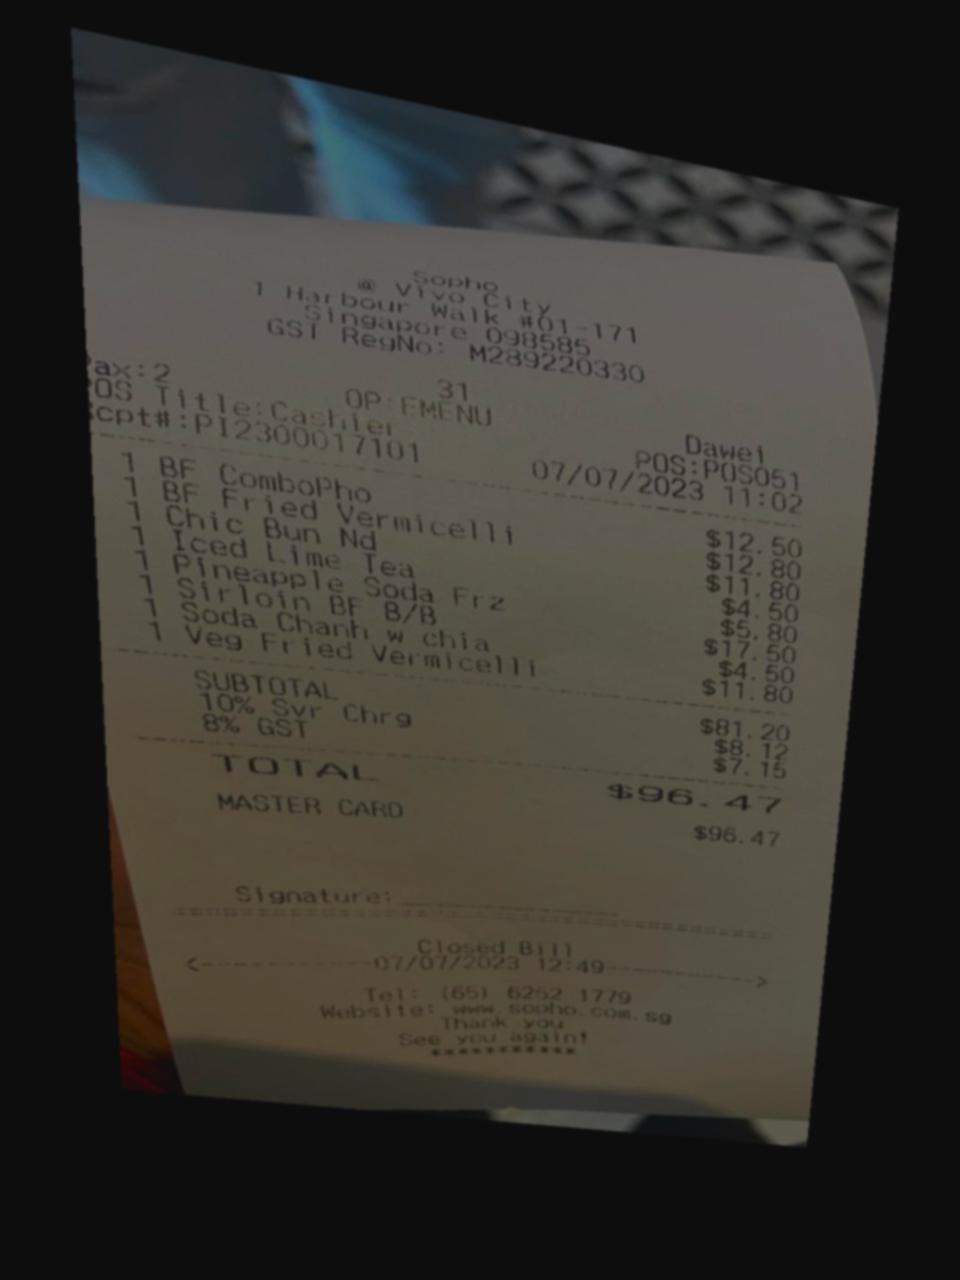 Sopho
@ Vivo City
1 Harbour Walk #01-171
Singapore 098585
GST RegNo: M289220330
31
ax:2 OP:EMENU Dawei
OS Title:Cashier POS:POS051
cpt#:PI2300017101 07/07/2023 11:02
1 BF ComboPho $12.50
1 BF Fried Vermicelli $12.80
1 Chic Bun Nd $11.80
1 Iced Lime Tea $4.50
1 Pineapple Soda Frz $5.80
1 Sirloin BF B/B $17.50
1 Soda Chanh w chia $4.50
1 Veg Fried Vermicelli $11.80
SUBTOTAL $81.20
10% Svr Chrg $8.12
8% GST $7.15
TOTAL $96.47
MASTER CARD $96.47
Signature:
Closed Bill
<----------07/07/2023 12:49---------->
Tel: (65) 6252 1779
Website: www.sopho.com.sg
Thank you
See you again!
***********